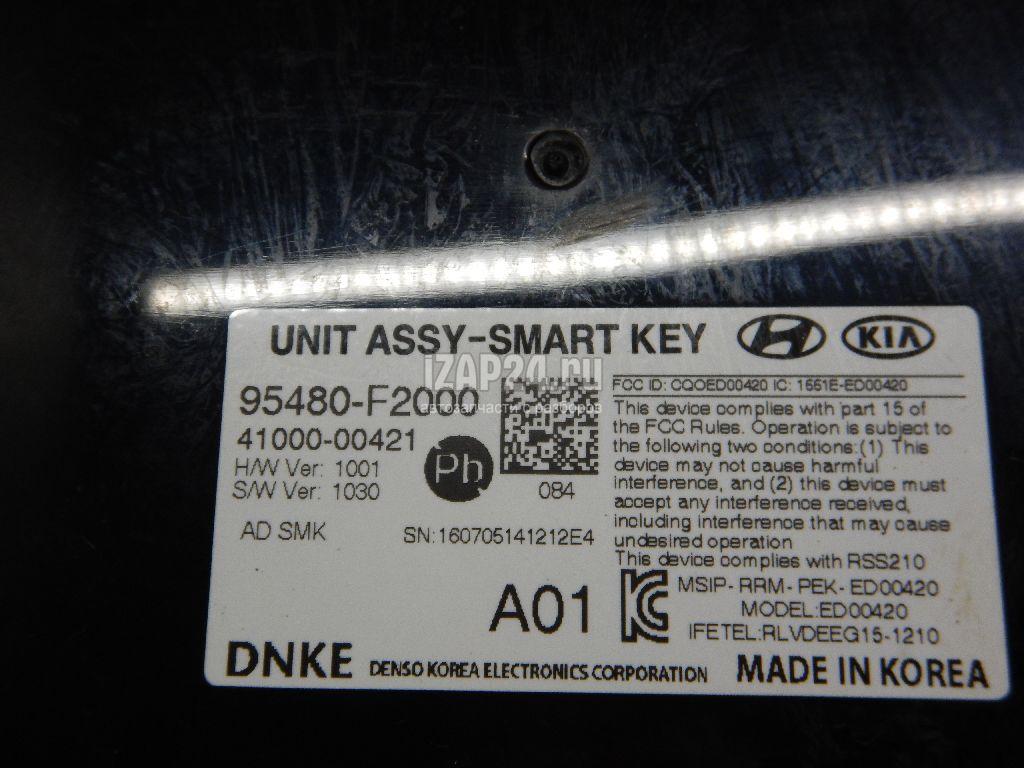 UNIT ASSY-SMART KEY
KIA
iZAP24.ru
автозапчасти с разборов
95480-F2000
41000-00421
H/W Ver: 1001
S/W Ver: 1030
Ph
084
AD SMK
SN:160705141212E4
A01
FCC ID: CQOED00420 IC: 1551E-ED00420
This device complies with part 15 of
the FCC Rules. Operation is subject to
the following two conditions:(1) This
device may not cause harmful
interference, and (2) this device must
accept any interference received,
including interference that may cause
undesired operation
This device complies with RSS210
MSIP-RRM-PEK-ED00420
MODEL:ED00420
IFETEL:RLVDEEG15-1210
DNKE DENSO KOREA ELECTRONICS CORPORATION MADE IN KOREA